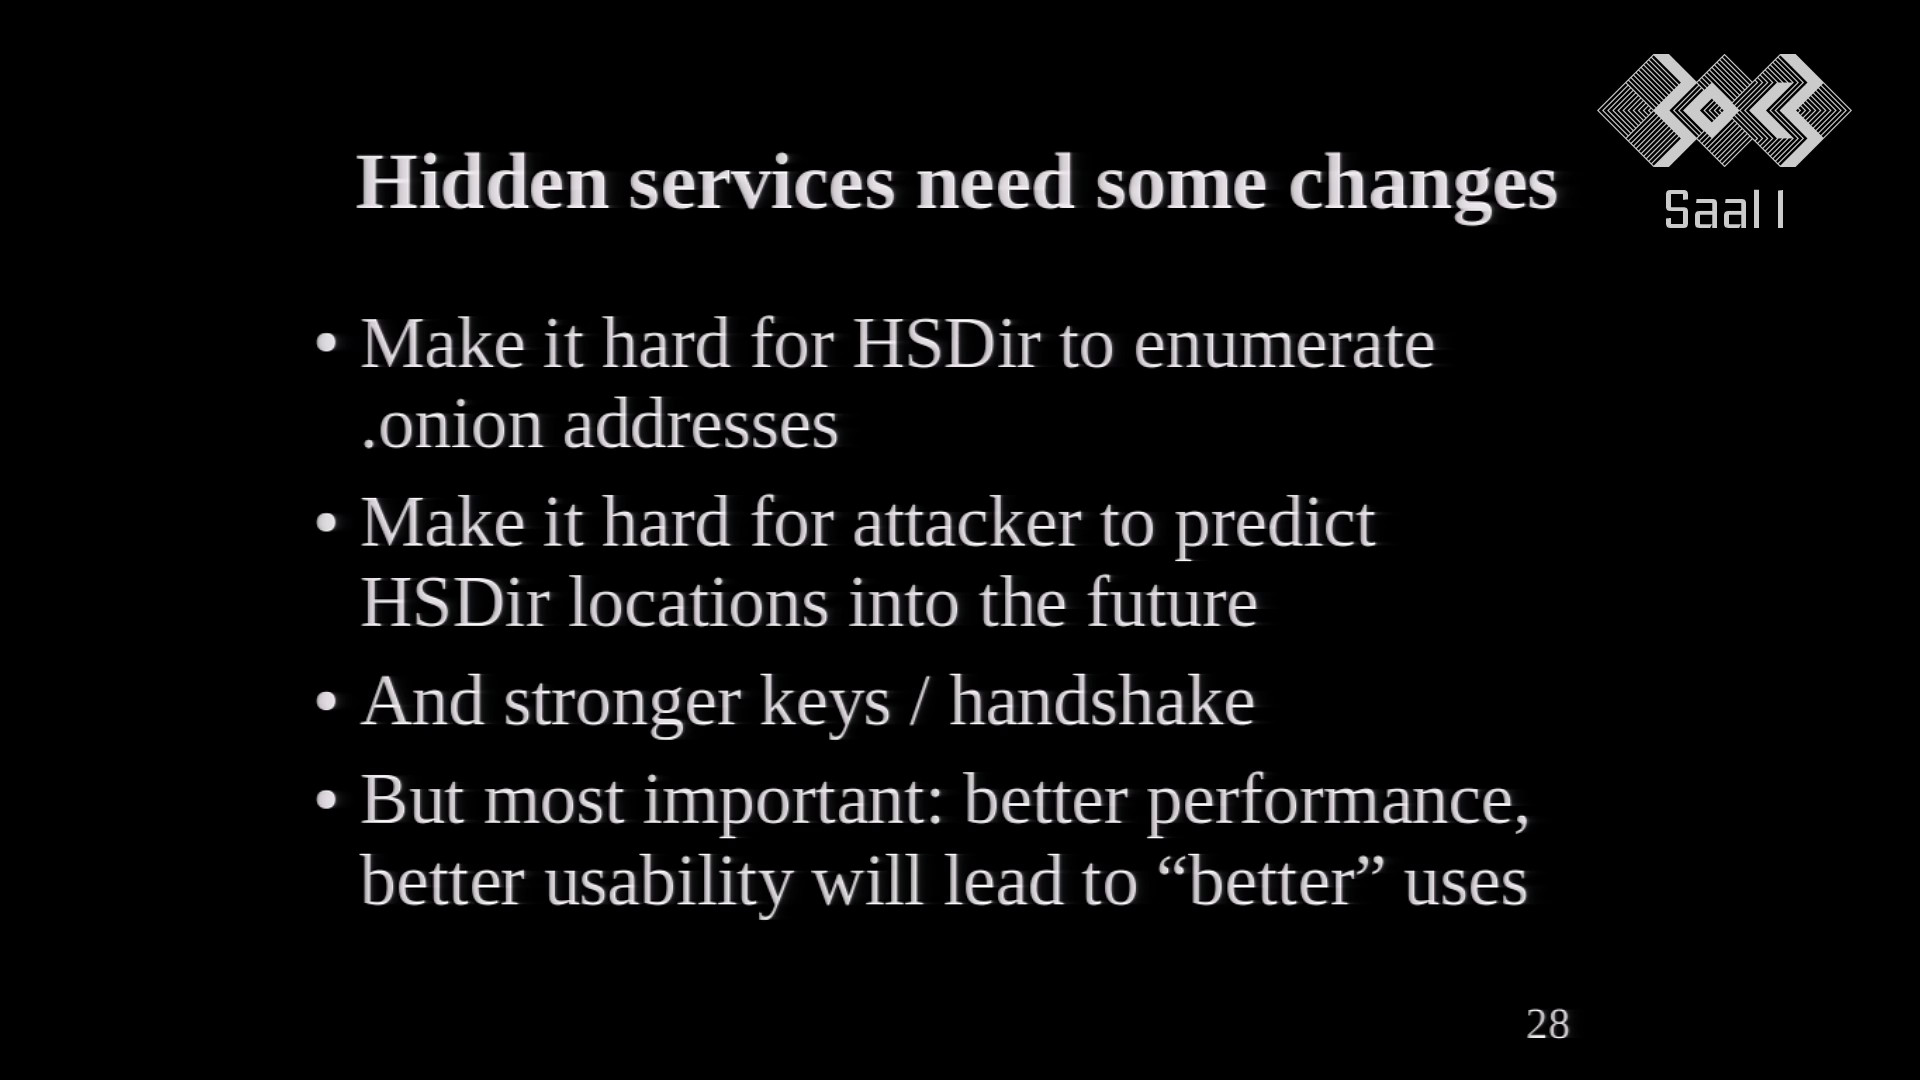 Hidden services need some changes
Saal 1
• Make it hard for HSDir to enumerate
.onion addresses
• Make it hard for attacker to predict
HSDir locations into the future
• And stronger keys / handshake
• But most important: better performance,
better usability will lead to “better” uses
28